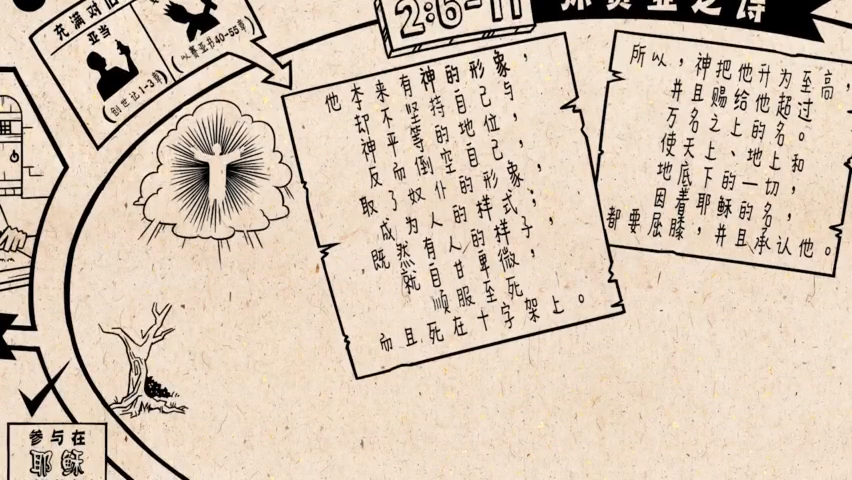 充满对旧
亚当
(创世记1-3章)
(以赛亚书40-55章)
2:6-11
弥赛亚之诗
他本来有神的形象，
却不坚持自己与
神平等的地位，
反而倒空自己，
取了奴仆的形象，
成为人的样式，
既然有人的样子，
就自甘卑微，
顺服至死，
而且死在十字架上。
所以，神把他升为至高，
并且赐给他超过
万名之上的名。
使天上、地上和
地底下的一切，
因着耶稣的名，
都要屈膝，并且承认他。
参与在
耶稣